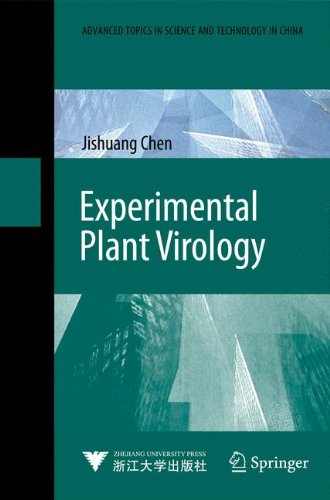 ADVANCED TOPICS IN SCIENCE AND TECHNOLOGY IN CHINA
Jishuang Chen
Experimental
Plant Virology
ZHEJIANG UNIVERSITY PRESS
浙江大学出版社
Springer